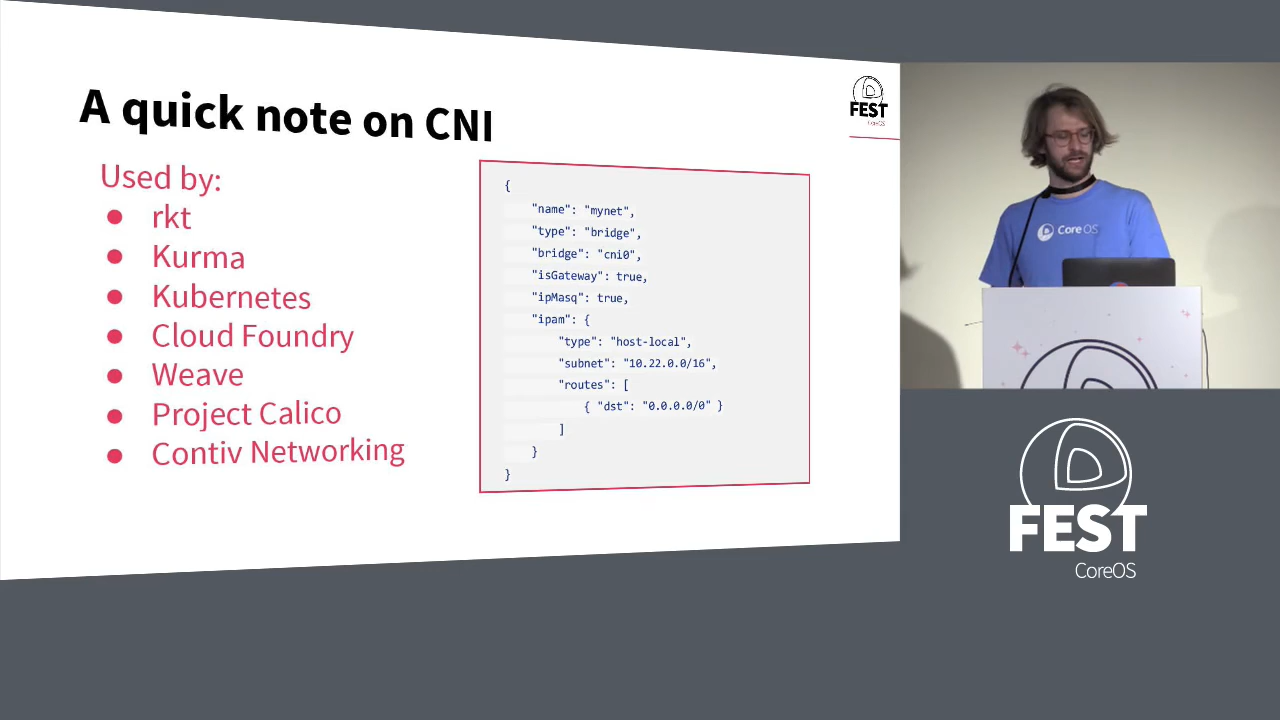 A quick note on CNI
FEST
CoreOS
Used by:
● rkt
● Kurma
● Kubernetes
● Cloud Foundry
● Weave
● Project Calico
● Contiv Networking
{
"name": "mynet",
"type": "bridge",
"bridge": "cni0",
"isGateway": true,
"ipMasq": true,
"ipam": {
"type": "host-local",
"subnet": "10.22.0.0/16",
"routes": [
{ "dst": "0.0.0.0/0" }
]
}
}
Core OS
FEST
CoreOS